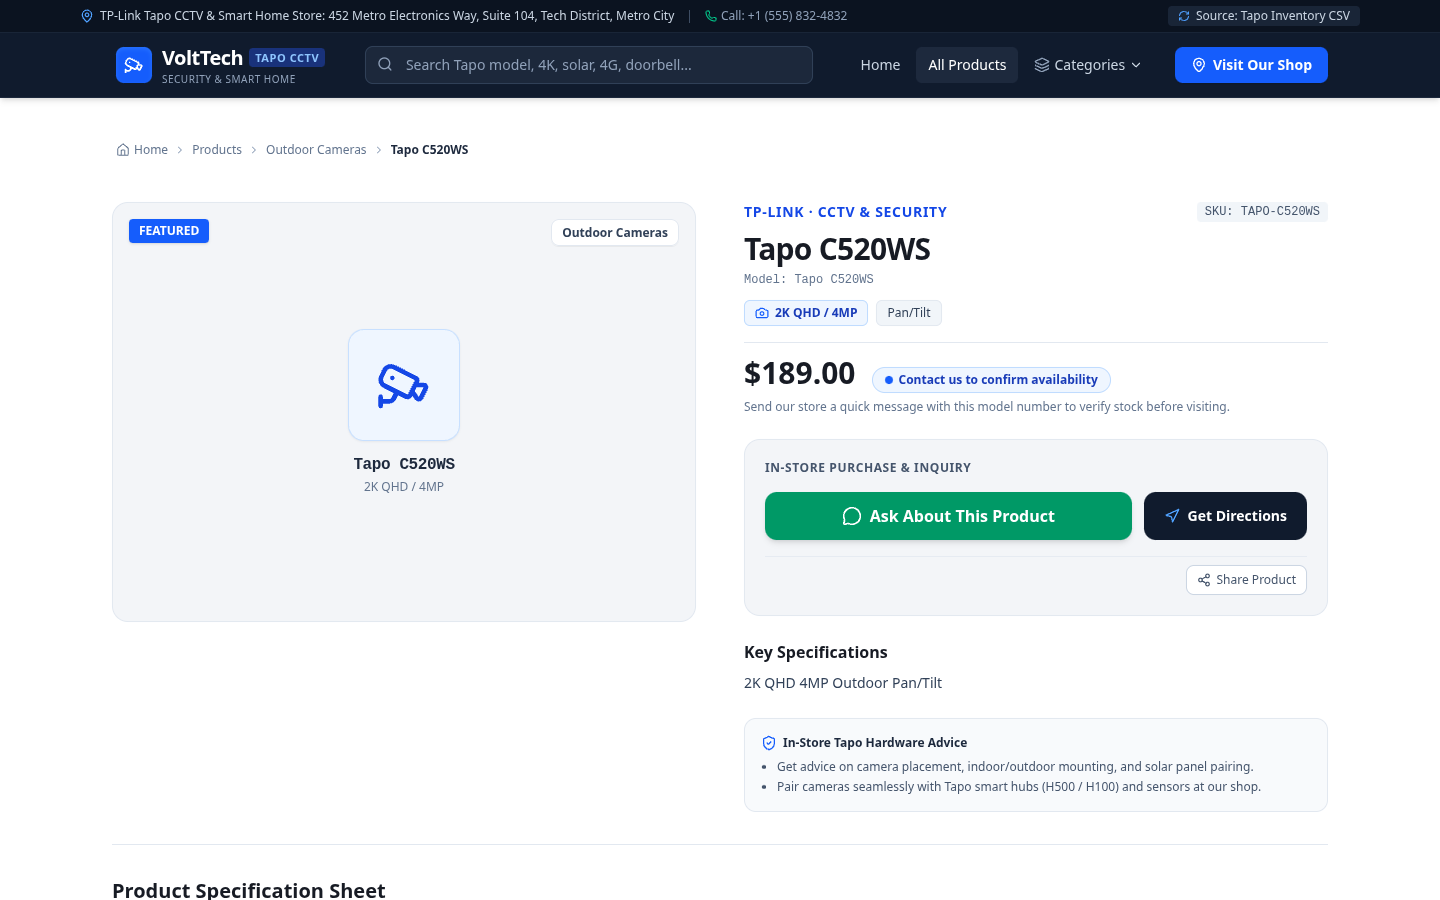 TP-Link Tapo CCTV & Smart Home Store: 452 Metro Electronics Way, Suite 104, Tech District, Metro City
Call: +1 (555) 832-4832
Source: Tapo Inventory CSV
VoltTech
TAPO CCTV
SECURITY & SMART HOME
Search Tapo model, 4K, solar, 4G, doorbell...
Home
All Products
Categories
Visit Our Shop
Home
Products
Outdoor Cameras
Tapo C520WS
FEATURED
Outdoor Cameras
Tapo C520WS
2K QHD / 4MP
TP-LINK · CCTV & SECURITY
SKU: TAPO-C520WS
Tapo C520WS
Model: Tapo C520WS
2K QHD / 4MP
Pan/Tilt
$189.00
Contact us to confirm availability
Send our store a quick message with this model number to verify stock before visiting.
IN-STORE PURCHASE & INQUIRY
Ask About This Product
Get Directions
Share Product
Key Specifications
2K QHD 4MP Outdoor Pan/Tilt
In-Store Tapo Hardware Advice
• Get advice on camera placement, indoor/outdoor mounting, and solar panel pairing.
• Pair cameras seamlessly with Tapo smart hubs (H500 / H100) and sensors at our shop.
Product Specification Sheet